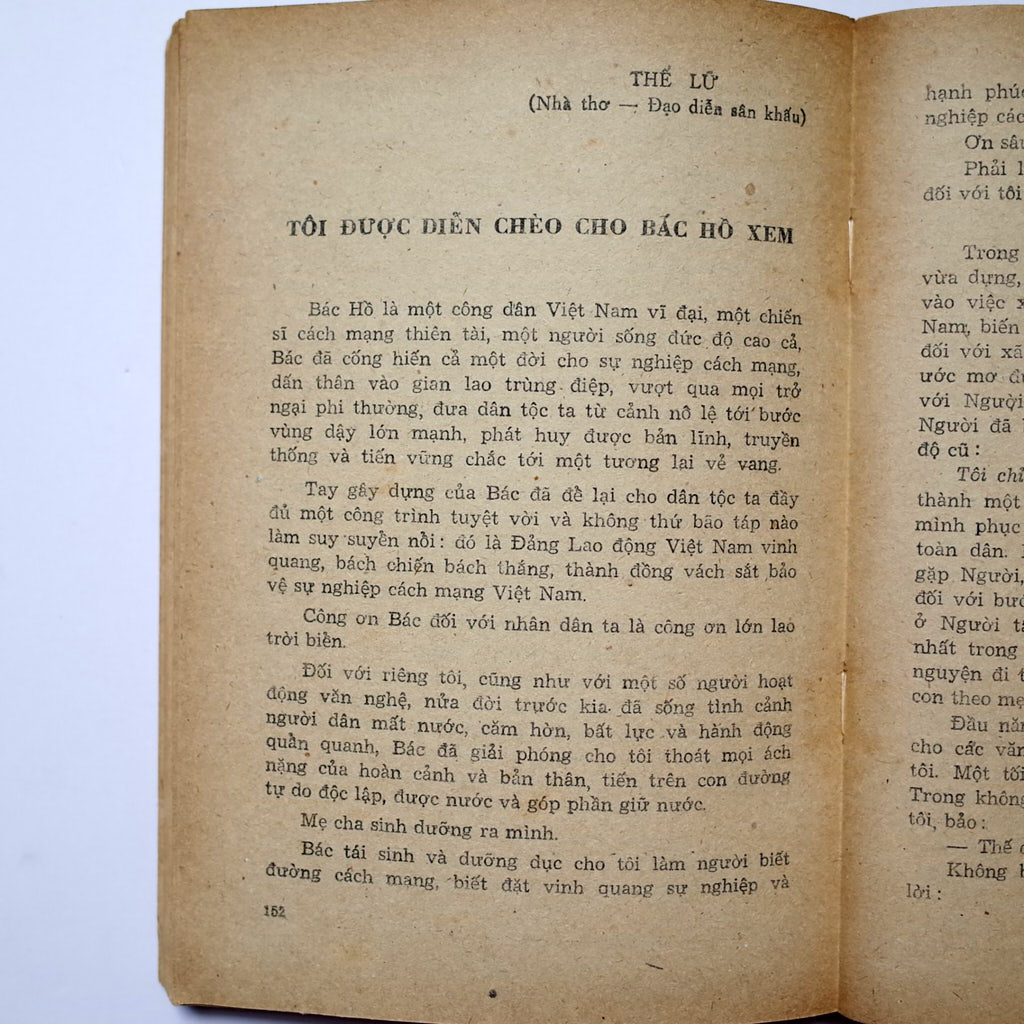 THẾ LỮ
(Nhà thơ — Đạo diễn sân khấu)
TÔI ĐƯỢC DIỄN CHÈO CHO BÁC HỒ XEM
Bác Hồ là một công dân Việt Nam vĩ đại, một chiến
sĩ cách mạng thiên tài, một người sống đức độ cao cả,
Bác đã cống hiến cả một đời cho sự nghiệp cách mạng,
dấn thân vào gian lao trùng điệp, vượt qua mọi trở
ngại phi thường, đưa dân tộc ta từ cảnh nô lệ tới bước
vùng dậy lớn mạnh, phát huy được bản lĩnh, truyền
thống và tiến vững chắc tới một tương lai vẻ vang.
Tay gây dựng của Bác đã để lại cho dân tộc ta đầy
đủ một công trình tuyệt vời và không thứ bão táp nào
làm suy suyển nổi: đó là Đảng Lao động Việt Nam vinh
quang, bách chiến bách thắng, thành đồng vách sắt bảo
vệ sự nghiệp cách mạng Việt Nam.
Công ơn Bác đối với nhân dân ta là công ơn lớn lao
trời biển.
Đối với riêng tôi, cũng như với một số người hoạt
động văn nghệ, nửa đời trước kia đã sống tình cảnh
người dân mất nước, căm hờn, bất lực và hành động
quẩn quanh, Bác đã giải phóng cho tôi thoát mọi ách
nặng của hoàn cảnh và bản thân, tiến trên con đường
tự do độc lập, được nước và góp phần giữ nước.
Mẹ cha sinh dưỡng ra mình.
Bác tái sinh và dưỡng dục cho tôi làm người biết
đường cách mạng, biết đặt vinh quang sự nghiệp và
152
hạnh phúc
nghiệp các
Ơn sâu
Phải l
đối với tôi
Trong
vừa dựng,
vào việc x
Nam, biến
đối với xã
ước mơ đư
với Người
Người đã
độ cũ:
Tôi chỉ
thành một
mình phục
toàn dân.
gặp Người,
đối với bướ
ở Người tấ
nhất trong
nguyện đi t
con theo mẹ
Đầu năm
cho các văn
tôi. Một tối
Trong không
tôi, bảo:
— Thế
Không
lời: